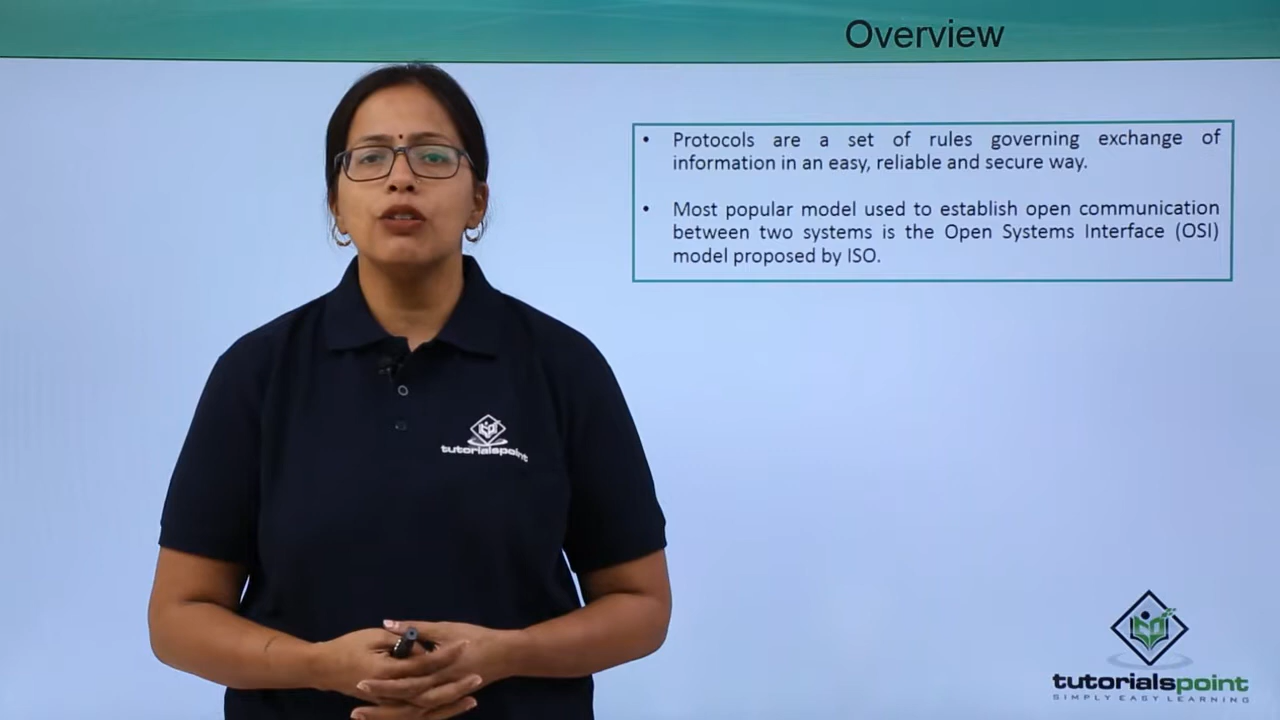 Overview
• Protocols are a set of rules governing exchange of
information in an easy, reliable and secure way.
• Most popular model used to establish open communication
between two systems is the Open Systems Interface (OSI)
model proposed by ISO.
tutorialspoint
tutorialspoint
SIMPLY EASY LEARNING